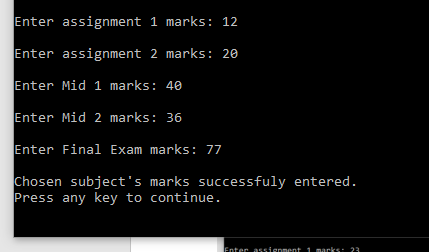 Enter assignment 1 marks: 12
Enter assignment 2 marks: 20
Enter Mid 1 marks: 40
Enter Mid 2 marks: 36
Enter Final Exam marks: 77
Chosen subject's marks successfuly entered.
Press any key to continue.
Enter assignment 1 marks: 23